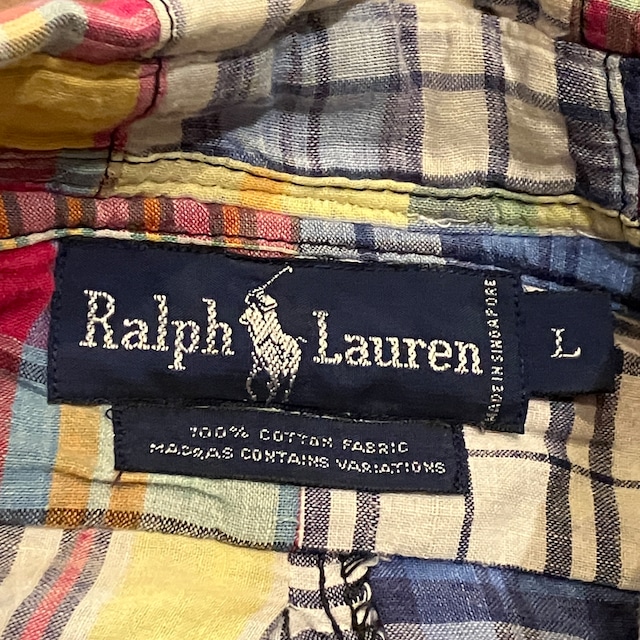 Ralph Lauren
MADE IN SINGAPORE
L
100% COTTON FABRIC
MADRAS CONTAINS VARIATIONS